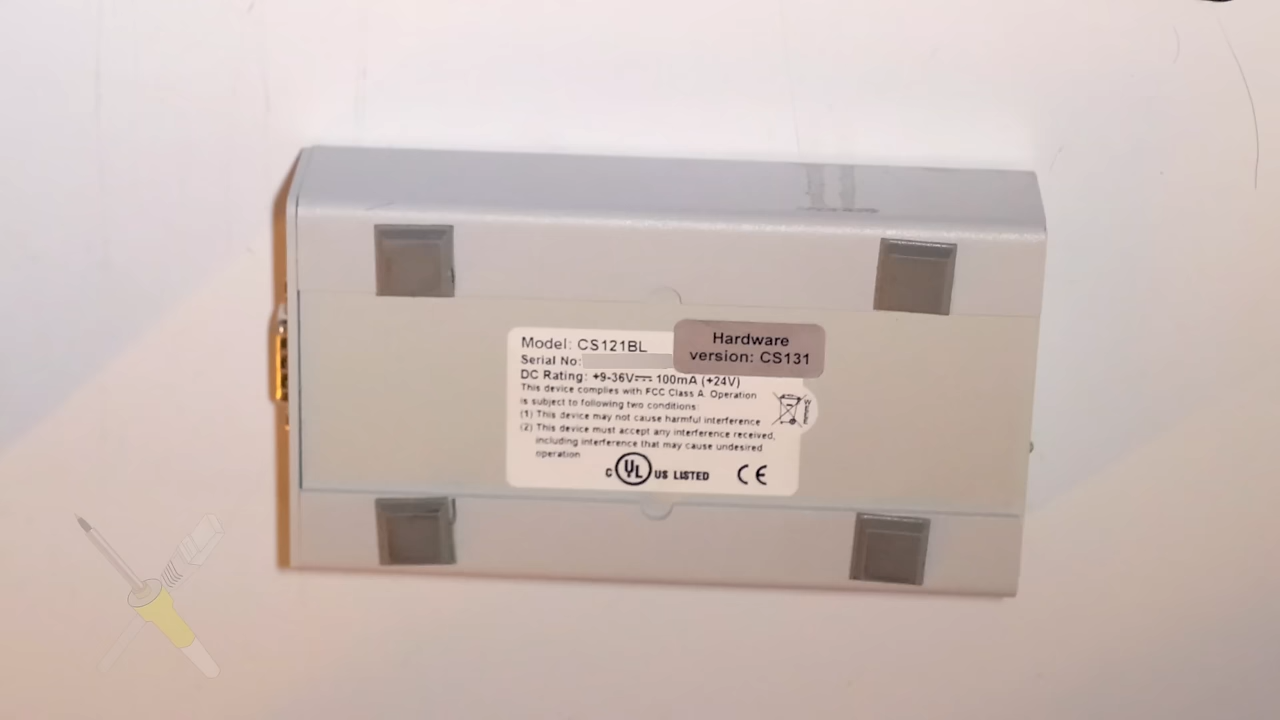 Model: CS121BL
Hardware
version: CS131
Serial No:
DC Rating: +9-36V⎓ 100mA (+24V)
This device complies with FCC Class A. Operation
is subject to following two conditions:
(1) This device may not cause harmful interference
(2) This device must accept any interference received,
including interference that may cause undesired
operation
C UL US LISTED CE